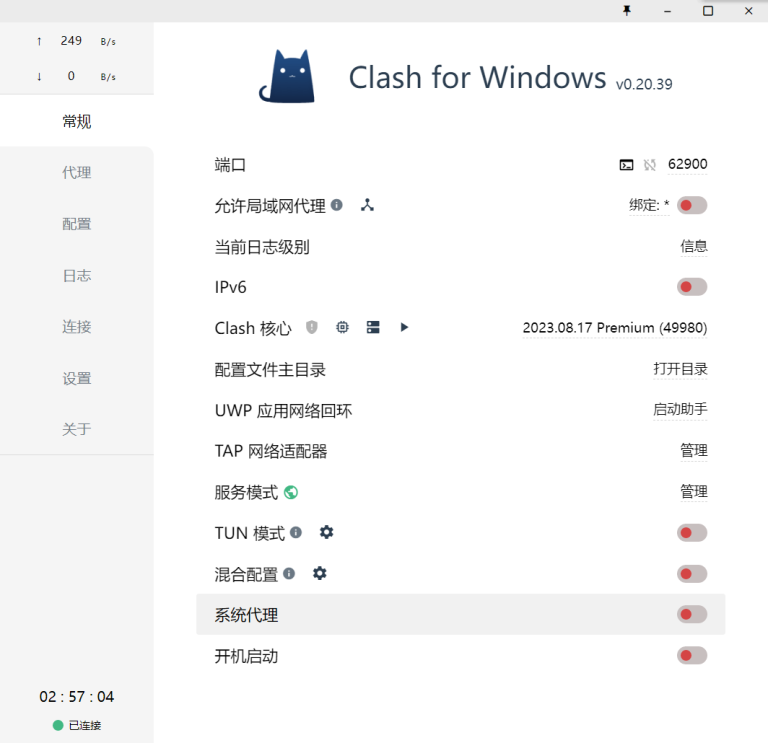 ↑ 249 B/s
↓ 0 B/s
常规
代理
配置
日志
连接
设置
关于
02 : 57 : 04
已连接
Clash for Windows v0.20.39
端口 62900
允许局域网代理 绑定: *
当前日志级别 信息
IPv6
Clash 核心 2023.08.17 Premium (49980)
配置文件主目录 打开目录
UWP 应用网络回环 启动助手
TAP 网络适配器 管理
服务模式 管理
TUN 模式
混合配置
系统代理
开机启动